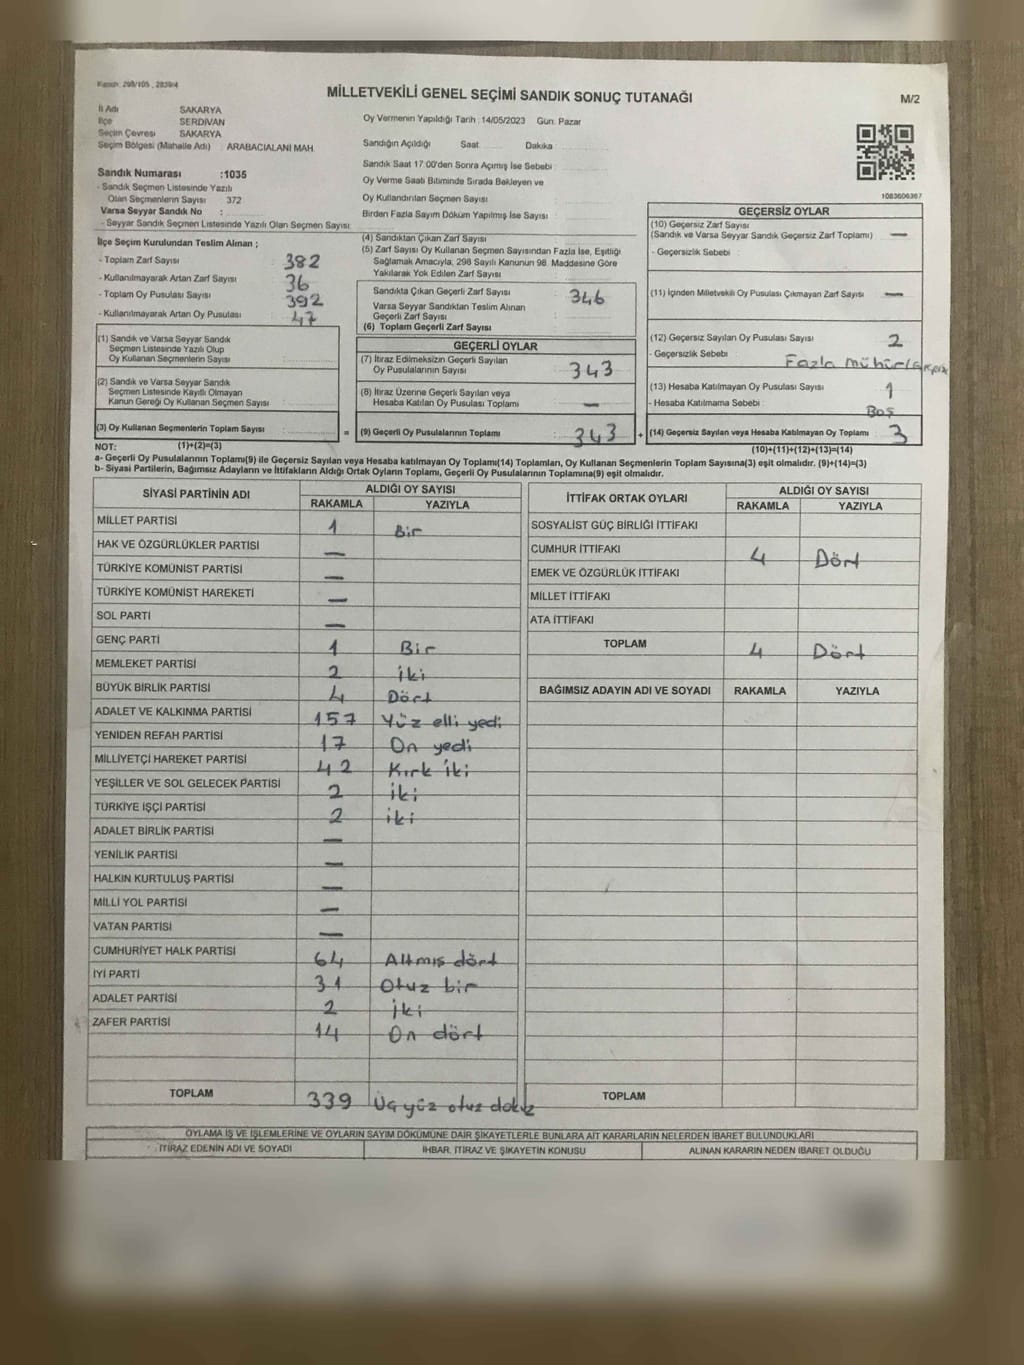 MİLLETVEKİLİ GENEL SEÇİMİ SANDIK SONUÇ TUTANAĞI
M/2
İl Adı SAKARYA
İlçe SERDİVAN
Seçim Çevresi SAKARYA
Seçim Bölgesi (Mahalle Adı) : ARABACIALANI MAH.
Sandık Numarası :1035
- Sandık Seçmen Listesinde Yazılı
Olan Seçmenlerin Sayısı 372
Varsa Seyyar Sandık No :
- Seyyar Sandık Seçmen Listesinde Yazılı Olan Seçmen Sayısı:
Oy Vermenin Yapıldığı Tarih : 14/05/2023 Gün: Pazar
Sandığın Açıldığı Saat Dakika
Sandık Saat 17:00'den Sonra Açımış İse Sebebi
Oy Verme Saati Bitiminde Sırada Bekleyen ve
Oy Kullandırılan Seçmen Sayısı
Birden Fazla Sayım Döküm Yapılmış İse Sayısı
1083606367
İlçe Seçim Kurulundan Teslim Alınan ;
- Toplam Zarf Sayısı : 382
- Kullanılmayarak Artan Zarf Sayısı : 36
- Toplam Oy Pusulası Sayısı : 392
- Kullanılmayarak Artan Oy Pusulası : 47
(1) Sandık ve Varsa Seyyar Sandık
Seçmen Listesinde Yazılı Olup
Oy Kullanan Seçmenlerin Sayısı
(2) Sandık ve Varsa Seyyar Sandık
Seçmen Listesinde Kayıtlı Olmayan
Kanun Gereği Oy Kullanan Seçmen Sayısı
(3) Oy Kullanan Seçmenlerin Toplam Sayısı :
(1)+(2)=(3)
(4) Sandıktan Çıkan Zarf Sayısı
(5) Zarf Sayısı Oy Kullanan Seçmen Sayısından Fazla İse, Eşitliği
Sağlamak Amacıyla, 298 Sayılı Kanunun 98. Maddesine Göre
Yakılarak Yok Edilen Zarf Sayısı
Sandıkta Çıkan Geçerli Zarf Sayısı : 346
Varsa Seyyar Sandıktan Teslim Alınan
Geçerli Zarf Sayısı
(6) Toplam Geçerli Zarf Sayısı
GEÇERLİ OYLAR
(7) İtiraz Edilmeksizin Geçerli Sayılan
Oy Pusulalarının Sayısı : 343
(8) İtiraz Üzerine Geçerli Sayılan veya
Hesaba Katılan Oy Pusulası Toplamı : —
= (9) Geçerli Oy Pusulalarının Toplamı : 343 +
GEÇERSİZ OYLAR
(10) Geçersiz Zarf Sayısı
(Sandık ve Varsa Seyyar Sandık Geçersiz Zarf Toplamı) : —
- Geçersizlik Sebebi :
(11) İçinden Milletvekili Oy Pusulası Çıkmayan Zarf Sayısı : —
(12) Geçersiz Sayılan Oy Pusulası Sayısı : 2
- Geçersizlik Sebebi : Fazla mühür
(13) Hesaba Katılmayan Oy Pusulası Sayısı 1
- Hesaba Katılmama Sebebi : Boş
(14) Geçersiz Sayılan veya Hesaba Katılmayan Oy Toplamı : 3
(10)+(11)+(12)+(13)=(14)
NOT:
a- Geçerli Oy Pusulalarının Toplamı(9) ile Geçersiz Sayılan veya Hesaba katılmayan Oy Toplamı(14) Toplamları, Oy Kullanan Seçmenlerin Toplam Sayısına(3) eşit olmalıdır. (9)+(14)=(3)
b- Siyasi Partilerin, Bağımsız Adayların ve İttifakların Aldığı Ortak Oyların Toplamı, Geçerli Oy Pusulalarının Toplamına(9) eşit olmalıdır.
SİYASİ PARTİNİN ADI ALDIĞI OY SAYISI
RAKAMLA YAZIYLA
MİLLET PARTİSİ 1 Bir
HAK VE ÖZGÜRLÜKLER PARTİSİ —
TÜRKİYE KOMÜNİST PARTİSİ —
TÜRKİYE KOMÜNİST HAREKETİ —
SOL PARTİ —
GENÇ PARTİ 1 Bir
MEMLEKET PARTİSİ 2 iki
BÜYÜK BİRLİK PARTİSİ 4 Dört
ADALET VE KALKINMA PARTİSİ 157 Yüz elli yedi
YENİDEN REFAH PARTİSİ 17 On yedi
MİLLİYETÇİ HAREKET PARTİSİ 42 Kırk iki
YEŞİLLER VE SOL GELECEK PARTİSİ 2 iki
TÜRKİYE İŞÇİ PARTİSİ 2 iki
ADALET BİRLİK PARTİSİ —
YENİLİK PARTİSİ —
HALKIN KURTULUŞ PARTİSİ —
MİLLİ YOL PARTİSİ —
VATAN PARTİSİ —
CUMHURİYET HALK PARTİSİ 64 Altmış dört
İYİ PARTİ 31 Otuz bir
ADALET PARTİSİ 2 İki
ZAFER PARTİSİ 14 On dört
TOPLAM 339 Üçyüz otuz dokuz
İTTİFAK ORTAK OYLARI ALDIĞI OY SAYISI
RAKAMLA YAZIYLA
SOSYALİST GÜÇ BİRLİĞİ İTTİFAKI
CUMHUR İTTİFAKI 4 Dört
EMEK VE ÖZGÜRLÜK İTTİFAKI
MİLLET İTTİFAKI
ATA İTTİFAKI
TOPLAM 4 Dört
BAĞIMSIZ ADAYIN ADI VE SOYADI RAKAMLA YAZIYLA
TOPLAM
OYLAMA İŞ VE İŞLEMLERİNE VE OYLARIN SAYIM DÖKÜMÜNE DAİR ŞİKAYETLERLE BUNLARA AİT KARARLARIN NELERDEN İBARET BULUNDUKLARI
İTİRAZ EDENİN ADI VE SOYADI İHBAR, İTİRAZ VE ŞİKAYETİN KONUSU ALINAN KARARIN NEDEN İBARET OLDUĞU